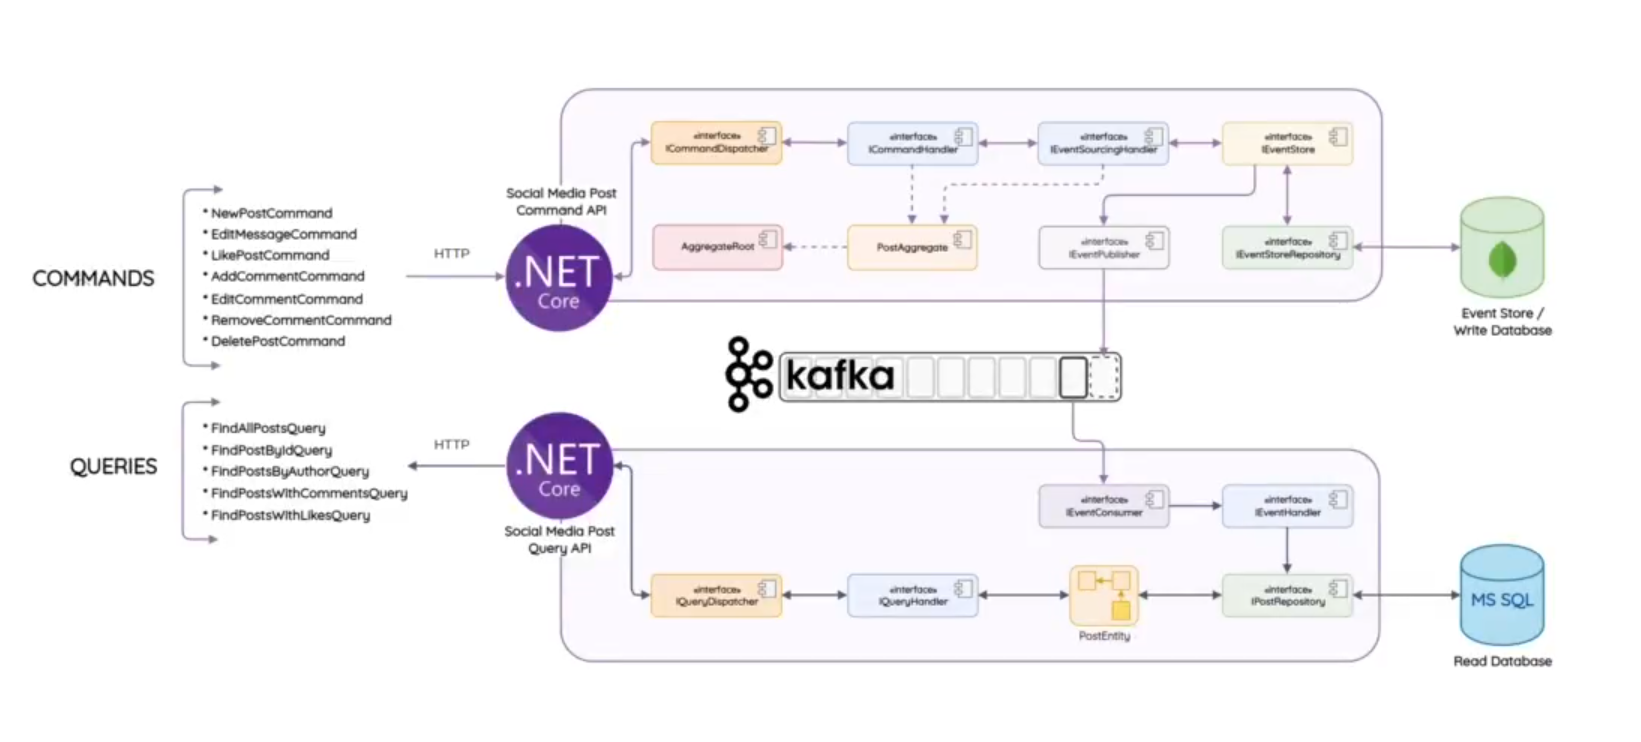 «interface»
ICommandDispatcher
«interface»
ICommandHandler
«interface»
IEventSourcingHandler
«interface»
IEventStore
Social Media Post
Command API
AggregateRoot
PostAggregate
«interface»
IEventPublisher
«interface»
IEventStoreRepository
COMMANDS
* NewPostCommand
* EditMessageCommand
* LikePostCommand
* AddCommentCommand
* EditCommentCommand
* RemoveCommentCommand
* DeletePostCommand
HTTP
.NET
Core
Event Store /
Write Database
kafka
QUERIES
* FindAllPostsQuery
* FindPostByIdQuery
* FindPostsByAuthorQuery
* FindPostsWithCommentsQuery
* FindPostsWithLikesQuery
HTTP
.NET
Core
Social Media Post
Query API
«interface»
IEventConsumer
«interface»
IEventHandler
«interface»
IQueryDispatcher
«interface»
IQueryHandler
PostEntity
«interface»
IPostRepository
MS SQL
Read Database